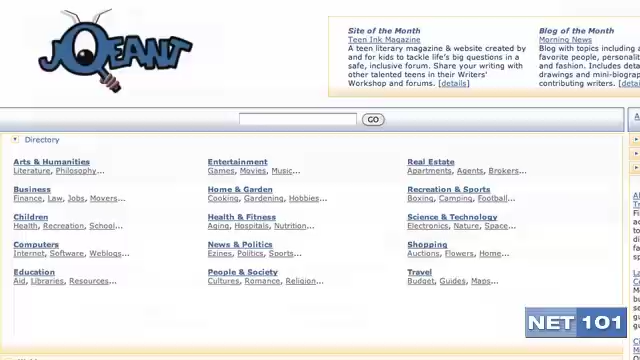 JOEANT
Site of the Month
Teen Ink Magazine
A teen literary magazine & website created by
and for kids to tackle life's big questions in a
safe, inclusive forum. Share your writing with
other talented teens in their Writers'
Workshop and forums. [details]
Blog of the Month
Morning News
Blog with topics including
favorite people, personali
and fashion. Includes deta
drawings and mini-biograp
contributing writers. [detai
GO
Directory
Arts & Humanities
Literature, Philosophy...
Entertainment
Games, Movies, Music...
Real Estate
Apartments, Agents, Brokers...
Business
Finance, Law, Jobs, Movers...
Home & Garden
Cooking, Gardening, Hobbies...
Recreation & Sports
Boxing, Camping, Football...
Children
Health, Recreation, School...
Health & Fitness
Aging, Hospitals, Nutrition...
Science & Technology
Electronics, Nature, Space...
Computers
Internet, Software, Weblogs...
News & Politics
Ezines, Politics, Sports...
Shopping
Auctions, Flowers, Home...
Education
Aid, Libraries, Resources...
People & Society
Cultures, Romance, Religion...
Travel
Budget, Guides, Maps...
NET 101